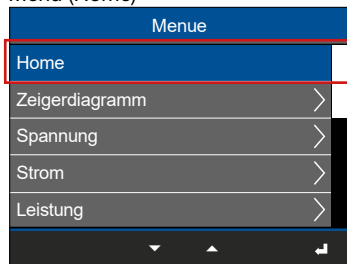 Menü (Home)
Menue
Home
Zeigerdiagramm
Spannung
Strom
Leistung